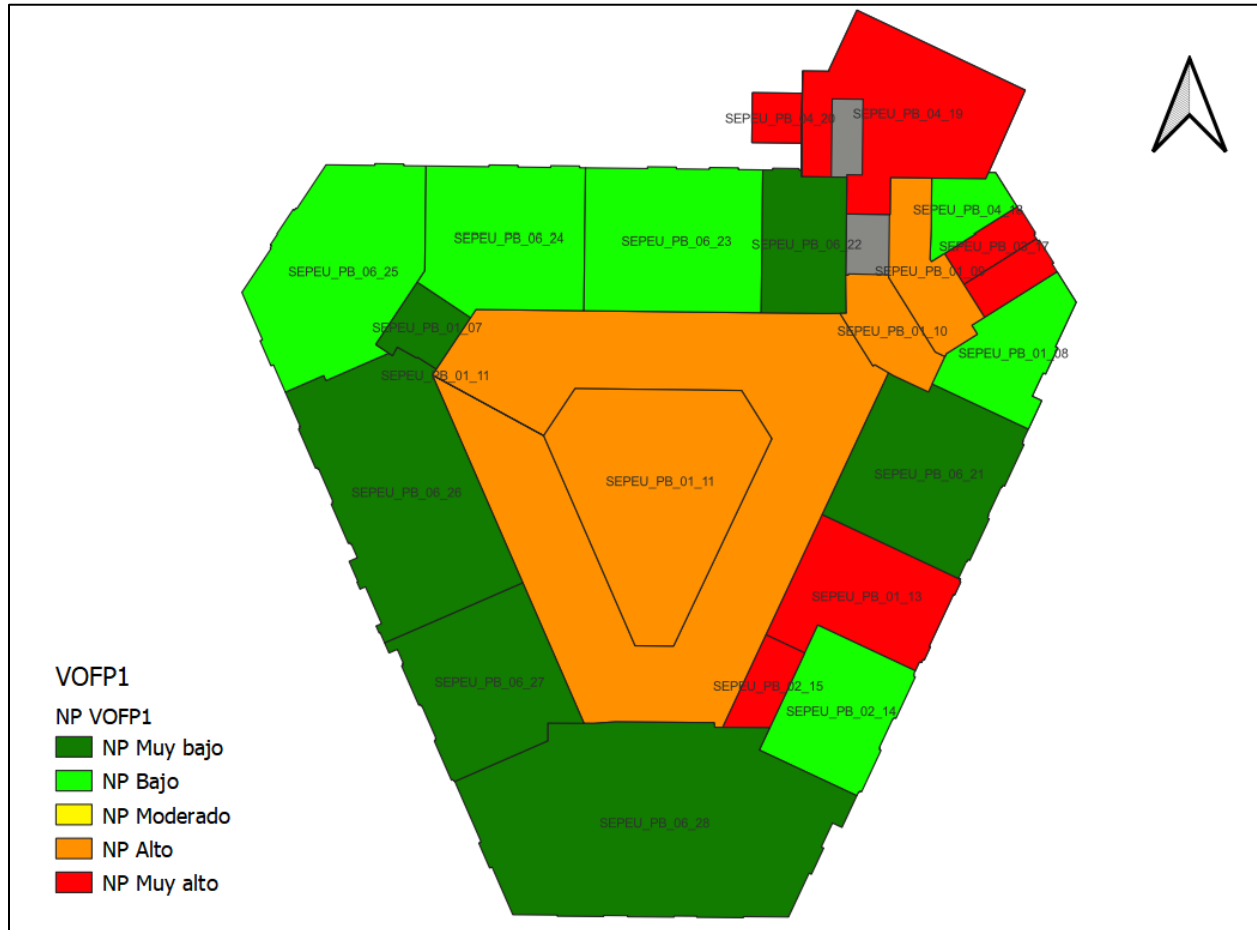 SEPEU_PB_04_20
SEPEU_PB_04_19
SEPEU_PB_04_18
SEPEU_PB_06_24
SEPEU_PB_06_23
SEPEU_PB_06_22
SEPEU_PB_03_17
SEPEU_PB_06_25
SEPEU_PB_01_09
SEPEU_PB_01_07
SEPEU_PB_01_10
SEPEU_PB_01_08
SEPEU_PB_01_11
SEPEU_PB_06_21
SEPEU_PB_01_11
SEPEU_PB_06_26
SEPEU_PB_01_13
SEPEU_PB_06_27
SEPEU_PB_02_15
SEPEU_PB_02_14
SEPEU_PB_06_28
VOFP1
NP VOFP1
NP Muy bajo
NP Bajo
NP Moderado
NP Alto
NP Muy alto